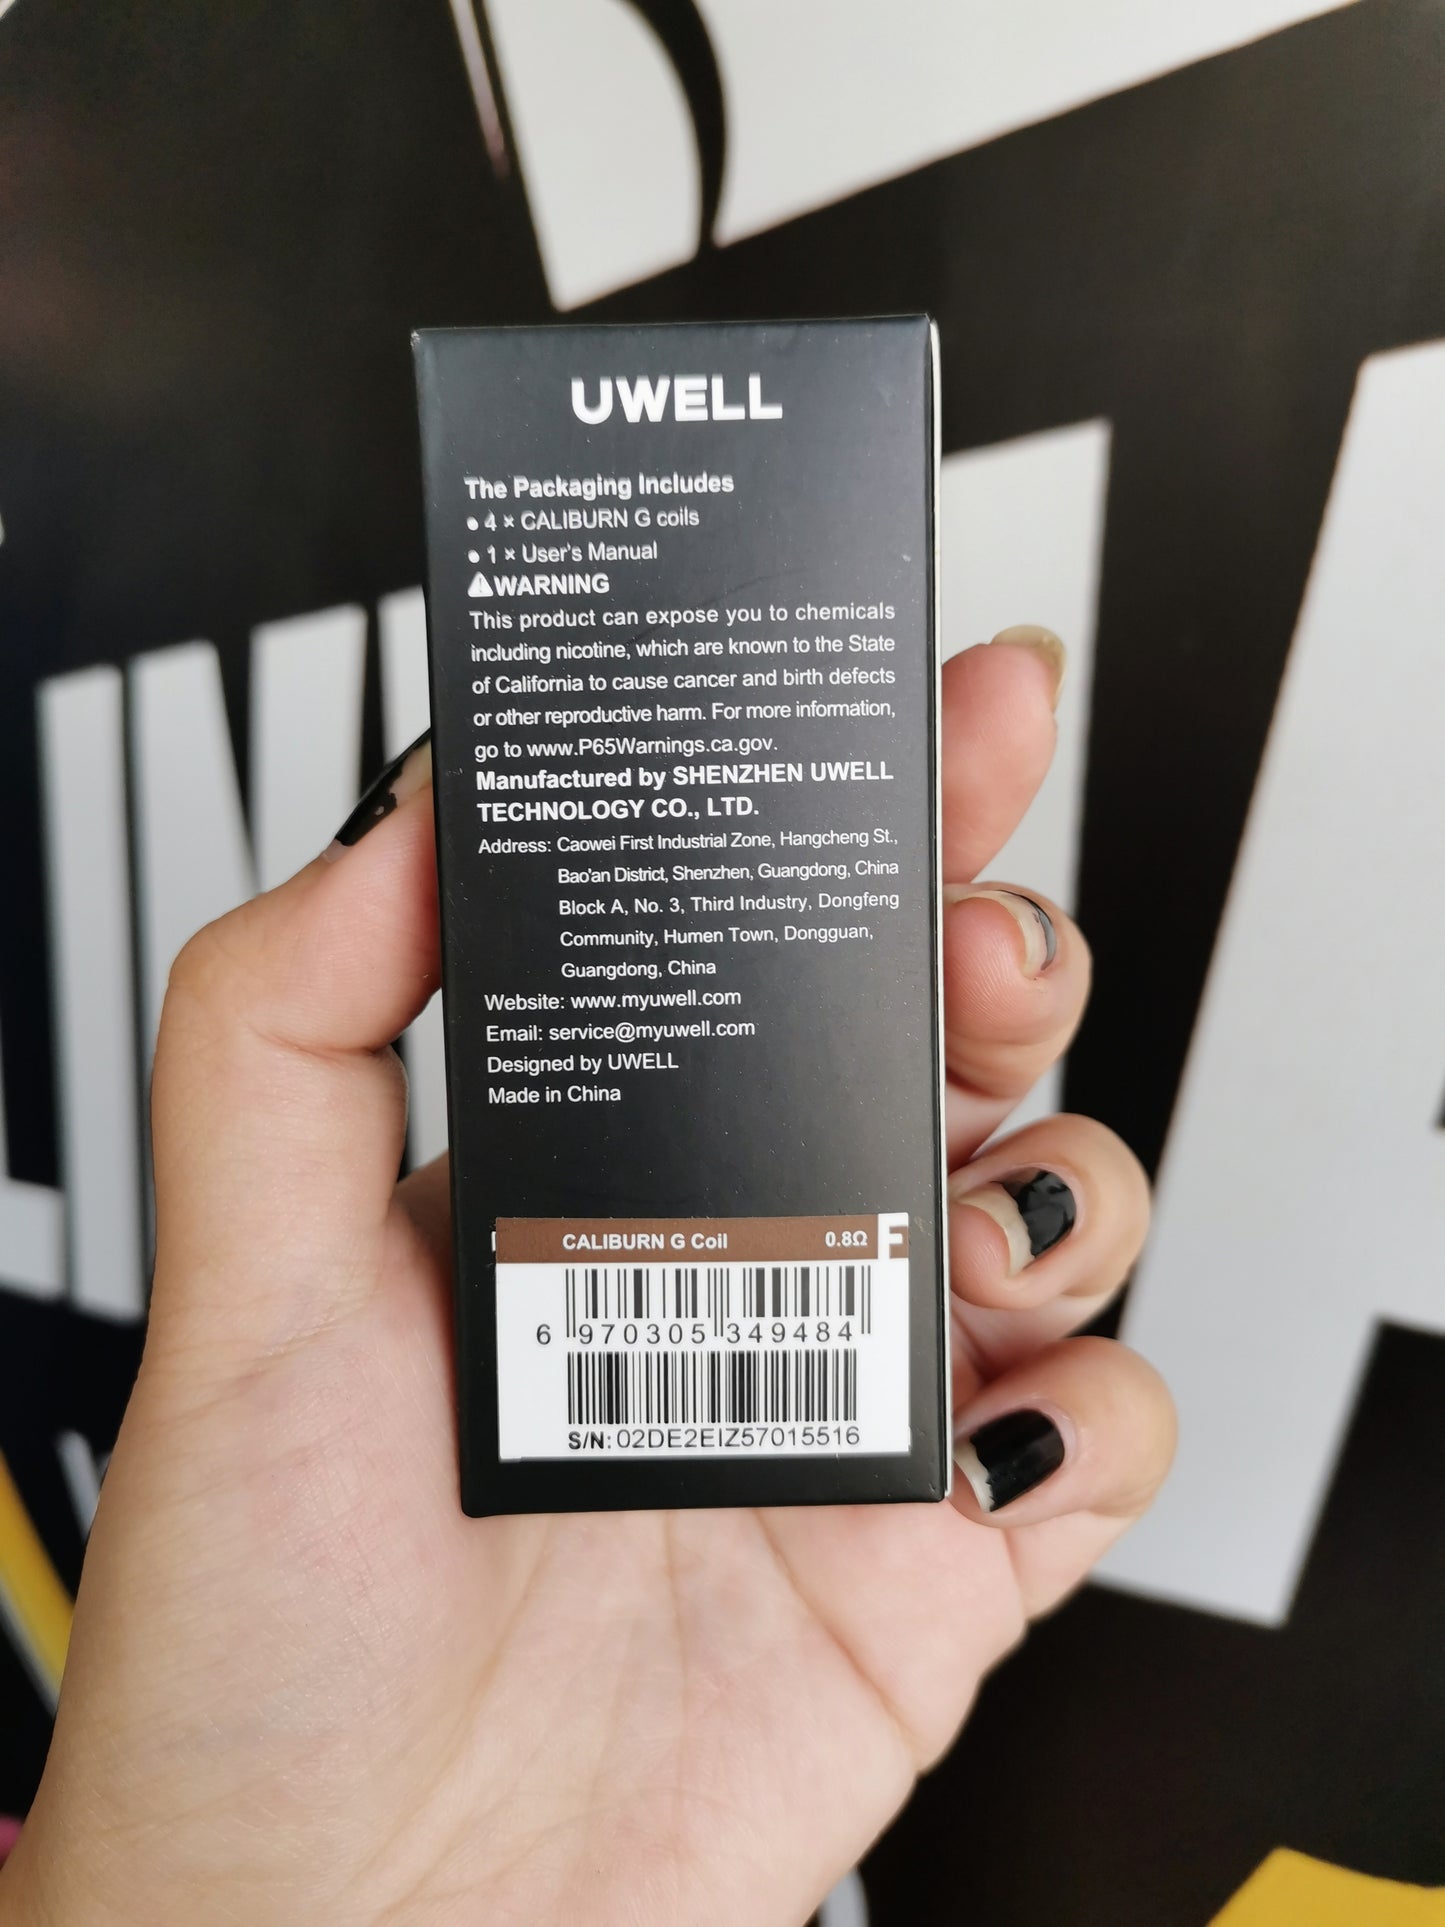 UWELL
The Packaging Includes
● 4 × CALIBURN G coils
● 1 × User's Manual
⚠WARNING
This product can expose you to chemicals
including nicotine, which are known to the State
of California to cause cancer and birth defects
or other reproductive harm. For more information,
go to www.P65Warnings.ca.gov.
Manufactured by SHENZHEN UWELL
TECHNOLOGY CO., LTD.
Address: Caowei First Industrial Zone, Hangcheng St.,
Bao'an District, Shenzhen, Guangdong, China
Block A, No. 3, Third Industry, Dongfeng
Community, Humen Town, Dongguan,
Guangdong, China
Website: www.myuwell.com
Email: service@myuwell.com
Designed by UWELL
Made in China
CALIBURN G Coil 0.8Ω
6 970305 349484
S/N: 02DE2EIZ57015516